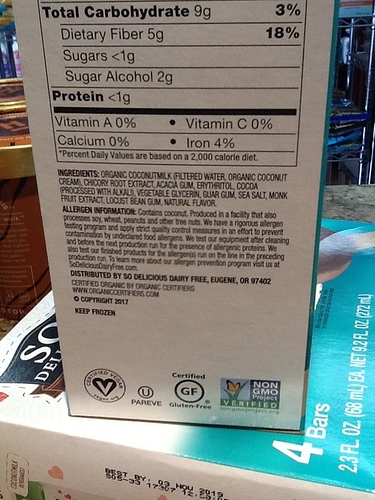 Total Carbohydrate 9g 3%
Dietary Fiber 5g 18%
Sugars <1g
Sugar Alcohol 2g
Protein <1g
Vitamin A 0% • Vitamin C 0%
Calcium 0% • Iron 4%
*Percent Daily Values are based on a 2,000 calorie diet.
INGREDIENTS: ORGANIC COCONUTMILK (FILTERED WATER, ORGANIC COCONUT
CREAM), CHICORY ROOT EXTRACT, ACACIA GUM, ERYTHRITOL, COCOA
(PROCESSED WITH ALKALI), VEGETABLE GLYCERIN, GUAR GUM, SEA SALT, MONK
FRUIT EXTRACT, LOCUST BEAN GUM, NATURAL FLAVOR.
ALLERGEN INFORMATION: Contains coconut. Produced in a facility that also
processes soy, wheat, peanuts and other tree nuts. We have a rigorous allergen
testing program and apply strict quality control measures in an effort to prevent
contamination by undeclared food allergens. We test our equipment after cleaning
and before the next production run for the presence of allergenic proteins. We
also test our finished products for the allergen(s) run on the line in the preceding
production run. To learn more about our allergen prevention program visit us at
SoDeliciousDairyFree.com.
DISTRIBUTED BY SO DELICIOUS DAIRY FREE, EUGENE, OR 97402
CERTIFIED ORGANIC BY ORGANIC CERTIFIERS
WWW.ORGANICCERTIFIERS.COM
© COPYRIGHT 2017
KEEP FROZEN
CERTIFIED VEGAN
vegan.org
U
PAREVE
Certified
GF
Gluten-Free
NON
GMO
Project
VERIFIED
nongmoproject.org
SO
DELI
4 Bars
2.3 FL OZ (68 mL) EA, NET 9.2 FL OZ (272mL)
COCONUTMILK
BEST BY: 03 NOV 2019